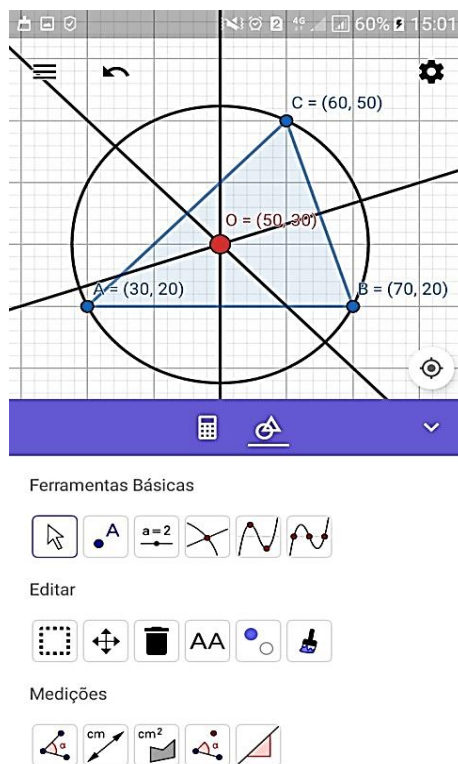 4G 60% 15:01
C = (60, 50)
O = (50, 30)
A = (30, 20)
B = (70, 20)
Ferramentas Básicas
A
a=2
Editar
AA
Medições
α
cm
cm²
α